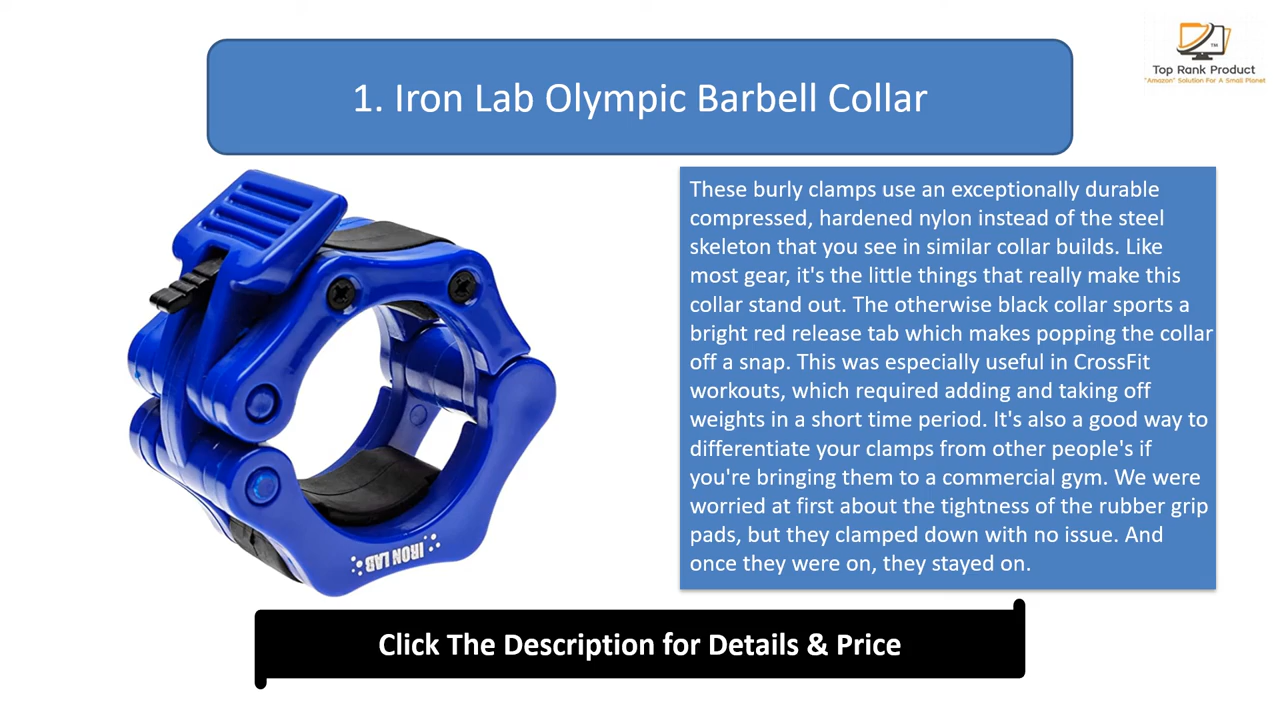 Top Rank Product
"Amazon" Solution For A Small Planet
TM
1. Iron Lab Olympic Barbell Collar
These burly clamps use an exceptionally durable
compressed, hardened nylon instead of the steel
skeleton that you see in similar collar builds. Like
most gear, it's the little things that really make this
collar stand out. The otherwise black collar sports a
bright red release tab which makes popping the collar
off a snap. This was especially useful in CrossFit
workouts, which required adding and taking off
weights in a short time period. It's also a good way to
differentiate your clamps from other people's if
you're bringing them to a commercial gym. We were
worried at first about the tightness of the rubber grip
pads, but they clamped down with no issue. And
once they were on, they stayed on.
IRON LAB
Click The Description for Details & Price